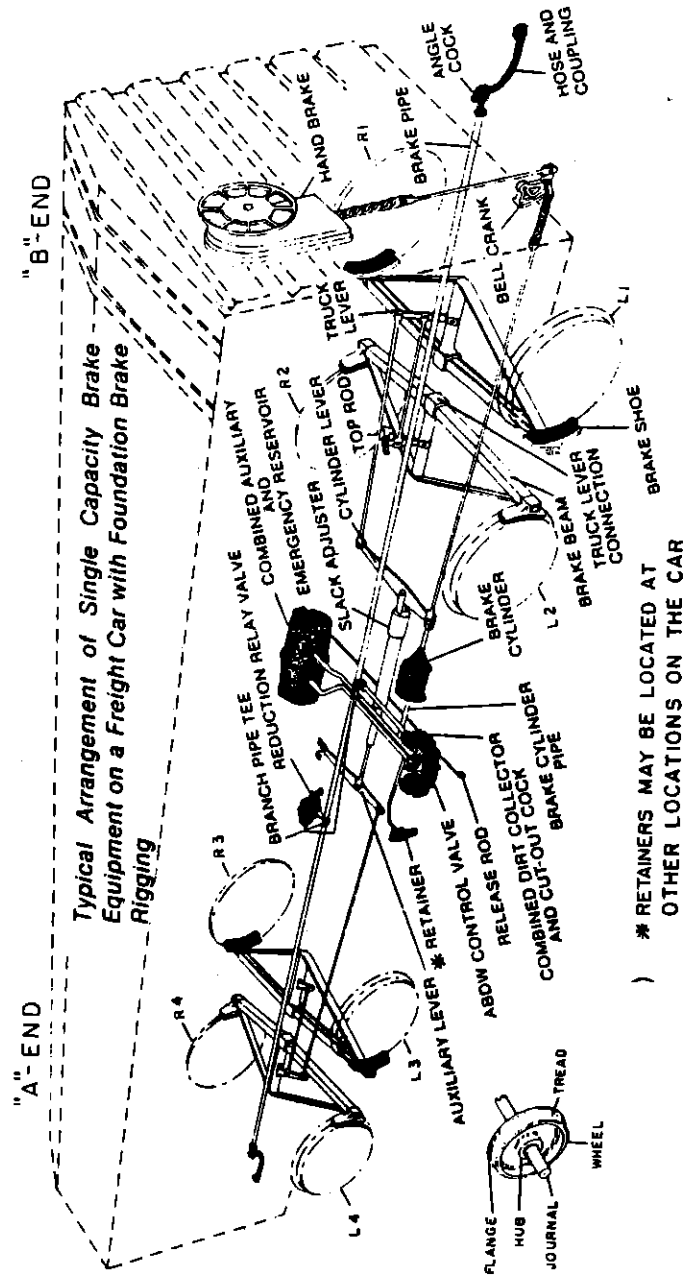 "A"-END
"B"-END
Typical Arrangement of Single Capacity Brake
Equipment on a Freight Car with Foundation Brake
Rigging
R4
R3
BRANCH PIPE TEE
REDUCTION RELAY VALVE
COMBINED AUXILIARY
AND
EMERGENCY RESERVOIR
R2
SLACK ADJUSTER
CYLINDER LEVER
TOP ROD
TRUCK
LEVER
HAND BRAKE
R1
BRAKE PIPE
ANGLE
COCK
HOSE AND
COUPLING
BELL CRANK
L1
BRAKE SHOE
TRUCK LEVER
CONNECTION
BRAKE BEAM
L2
BRAKE
CYLINDER
BRAKE CYLINDER
PIPE
COMBINED DIRT COLLECTOR
AND CUT-OUT COCK
RELEASE ROD
ABDW CONTROL VALVE
* RETAINER
AUXILIARY LEVER
L3
L4
FLANGE
HUB
JOURNAL
WHEEL
TREAD
) * RETAINERS MAY BE LOCATED AT
OTHER LOCATIONS ON THE CAR